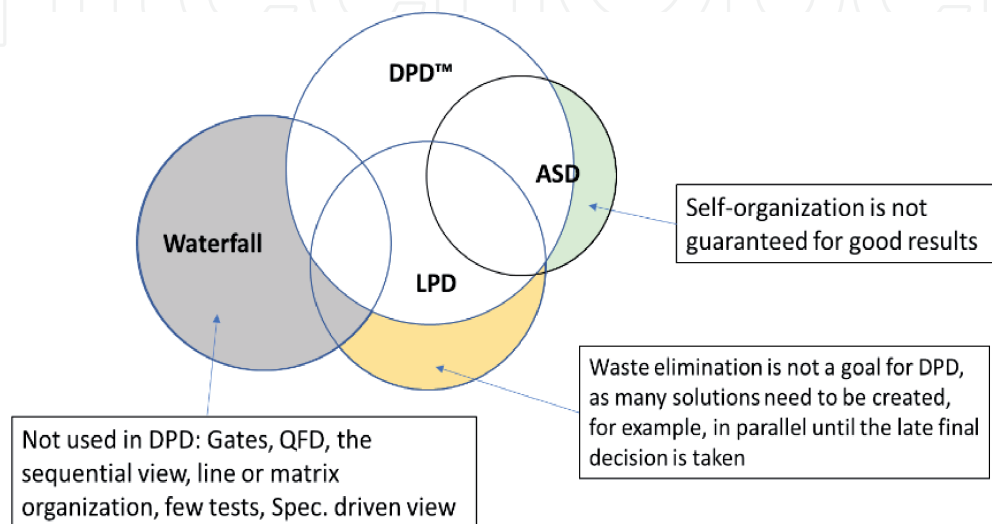 DPD™
ASD
Waterfall
LPD
Self-organization is not
guaranteed for good results
Waste elimination is not a goal for DPD,
as many solutions need to be created,
for example, in parallel until the late final
decision is taken
Not used in DPD: Gates, QFD, the
sequential view, line or matrix
organization, few tests, Spec. driven view